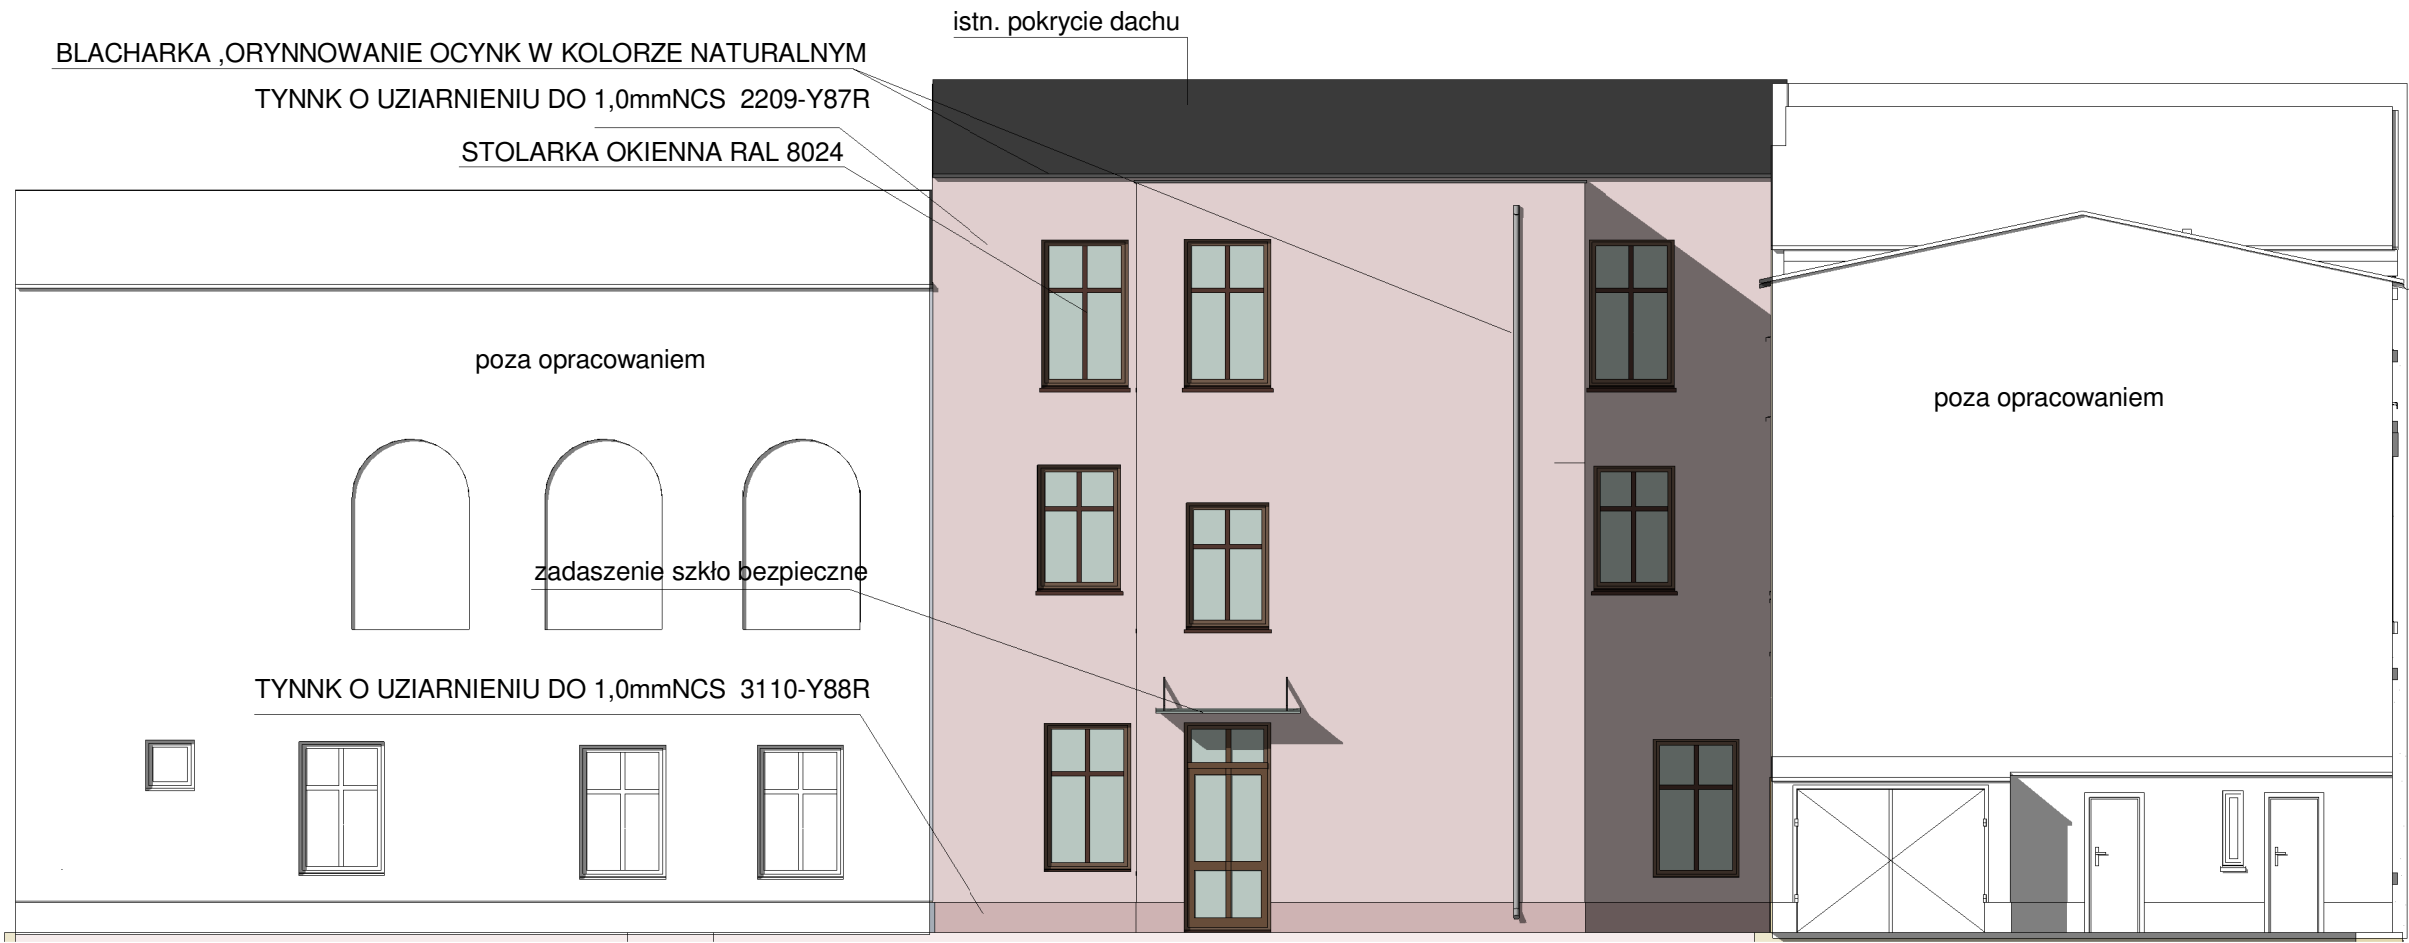 istn. pokrycie dachu
BLACHARKA ,ORYNNOWANIE OCYNK W KOLORZE NATURALNYM
TYNNK O UZIARNIENIU DO 1,0mmNCS 2209-Y87R
STOLARKA OKIENNA RAL 8024
poza opracowaniem
poza opracowaniem
zadaszenie szkło bezpieczne
TYNNK O UZIARNIENIU DO 1,0mmNCS 3110-Y88R